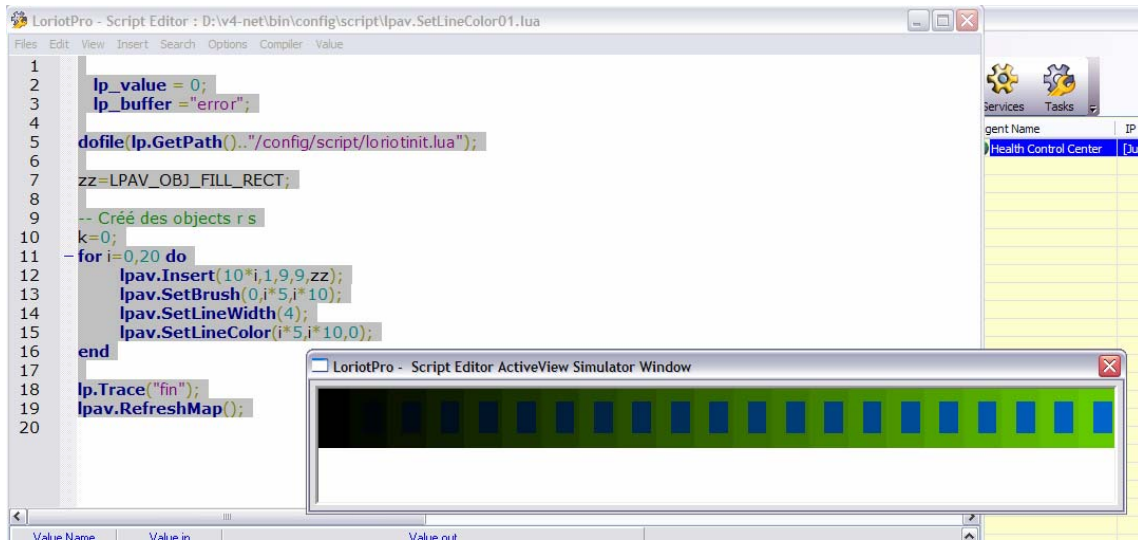 LoriotPro - Script Editor : D:\v4-net\bin\config\script\lpav.SetLineColor01.lua
Files Edit View Insert Search Options Compiler Value
1
2 lp_value = 0;
3 lp_buffer ="error";
4
5 dofile(lp.GetPath().."/config/script/loriotinit.lua");
6
7 zz=LPAV_OBJ_FILL_RECT;
8
9 -- Créé des objects r s
10 k=0;
11 for i=0,20 do
12 lpav.Insert(10*i,1,9,9,zz);
13 lpav.SetBrush(0,i*5,i*10);
14 lpav.SetLineWidth(4);
15 lpav.SetLineColor(i*5,i*10,0);
16 end
17
18 lp.Trace("fin");
19 lpav.RefreshMap();
20
LoriotPro - Script Editor ActiveView Simulator Window
Value Name Value in Value out
Services Tasks
gent Name IP
Health Control Center [Ju